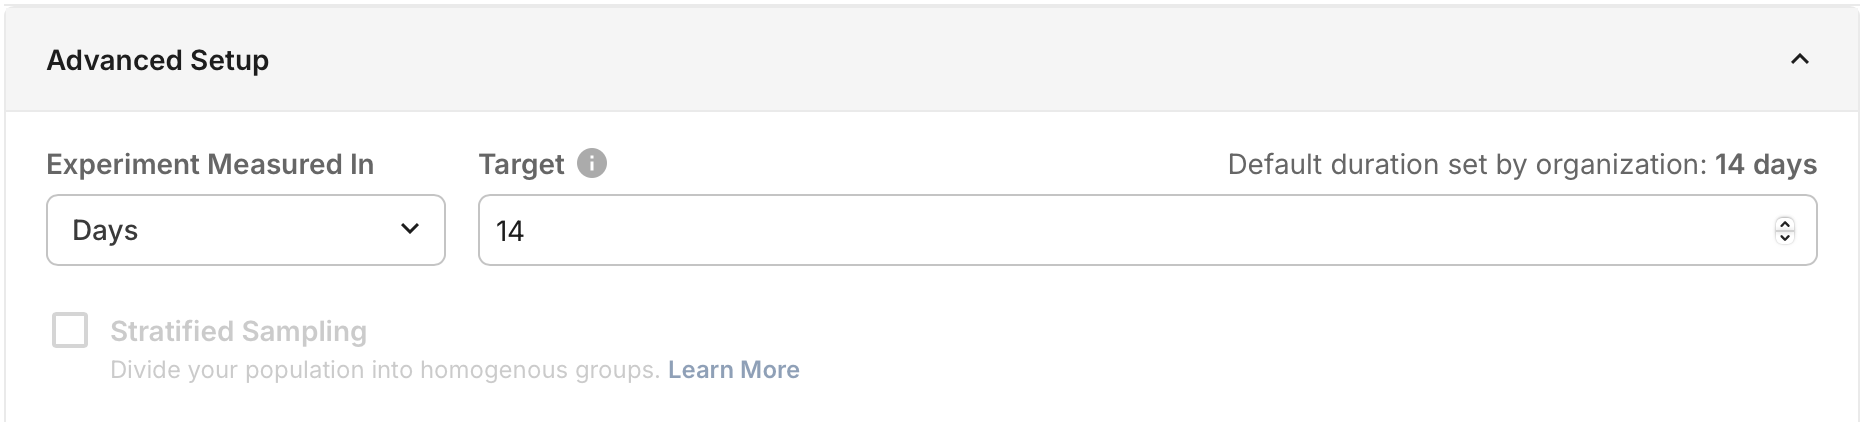 Advanced Setup
Experiment Measured In
Target
Default duration set by organization: 14 days
Days
14
Stratified Sampling
Divide your population into homogenous groups. Learn More